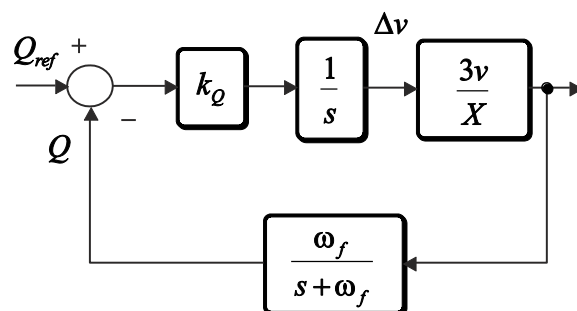 Δv
Q_ref +
k_Q
1/s
3v/X
−
Q
ω_f/(s+ω_f)